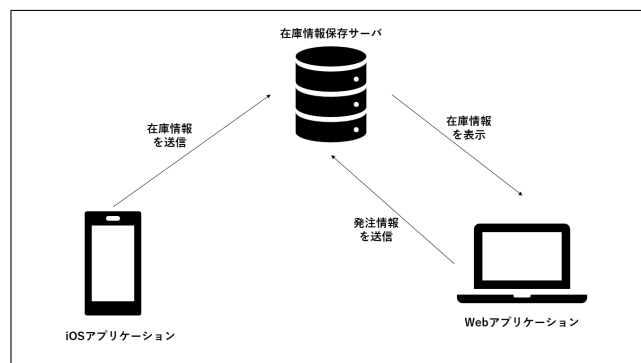 在庫情報保存サーバ
在庫情報
を送信
在庫情報
を表示
発注情報
を送信
iOSアプリケーション
Webアプリケーション